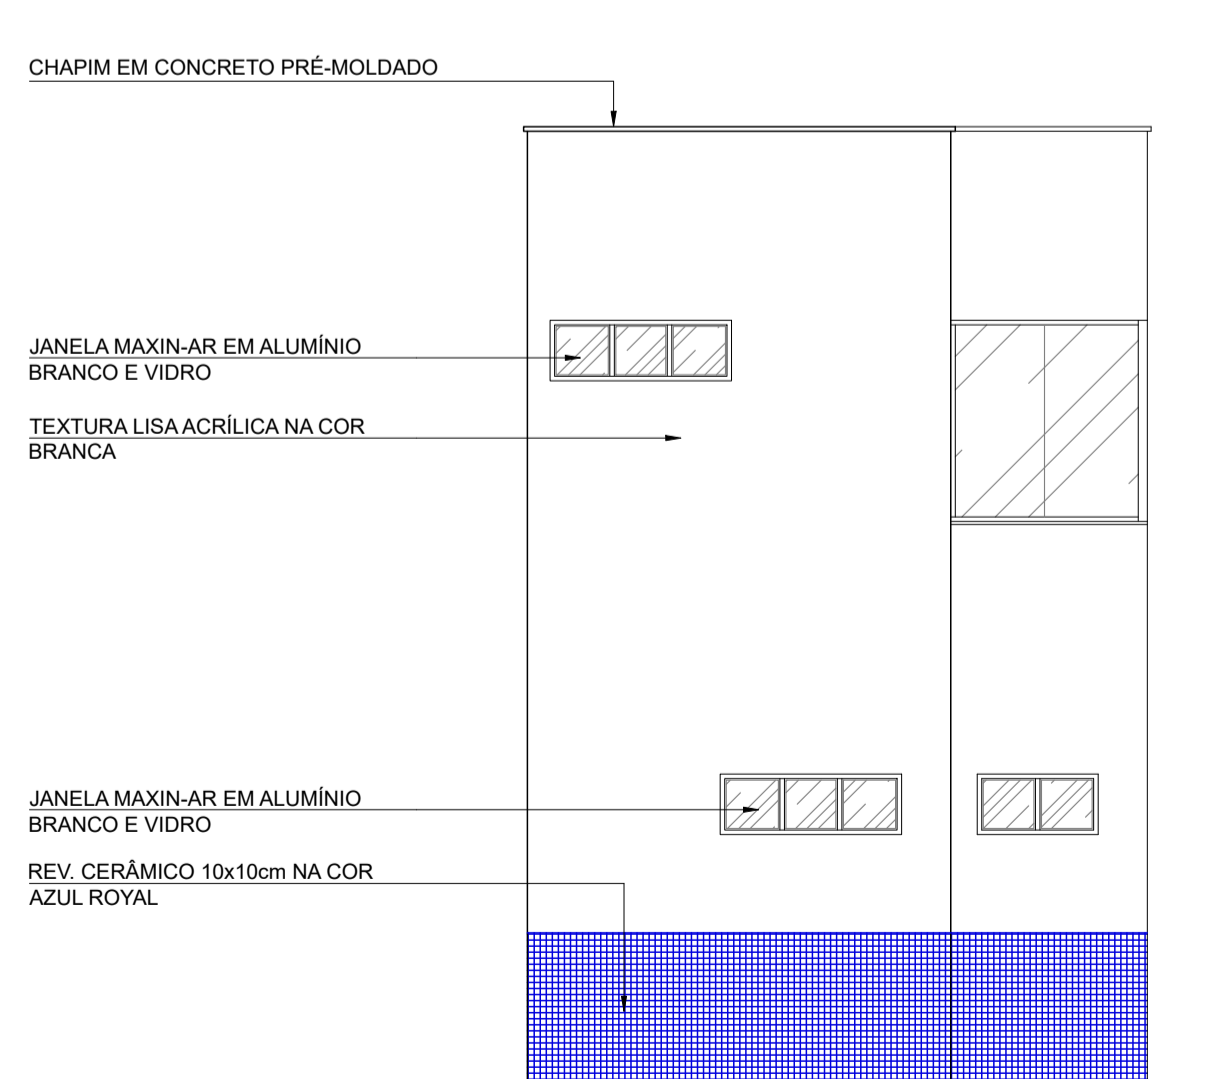 CHAPIM EM CONCRETO PRÉ-MOLDADO
JANELA MAXIN-AR EM ALUMÍNIO
BRANCO E VIDRO
TEXTURA LISA ACRÍLICA NA COR
BRANCA
JANELA MAXIN-AR EM ALUMÍNIO
BRANCO E VIDRO
REV. CERÂMICO 10x10cm NA COR
AZUL ROYAL